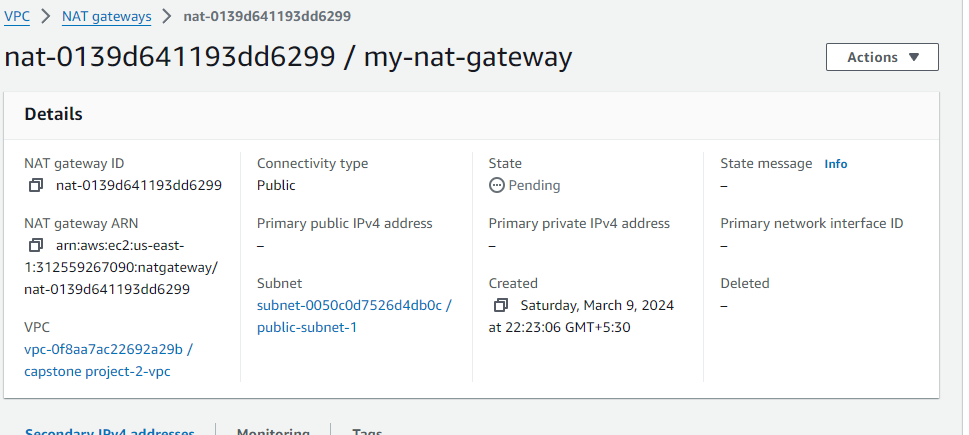 VPC > NAT gateways > nat-0139d641193dd6299
nat-0139d641193dd6299 / my-nat-gateway
Actions ▼
Details
NAT gateway ID
nat-0139d641193dd6299
NAT gateway ARN
arn:aws:ec2:us-east-
1:312559267090:natgateway/
nat-0139d641193dd6299
VPC
vpc-0f8aa7ac22692a29b /
capstone project-2-vpc
Connectivity type
Public
Primary public IPv4 address
–
Subnet
subnet-0050c0d7526d4db0c /
public-subnet-1
State
Pending
Primary private IPv4 address
–
Created
Saturday, March 9, 2024
at 22:23:06 GMT+5:30
State message Info
–
Primary network interface ID
–
Deleted
–
Secondary IPv4 addresses | Monitoring | Tags